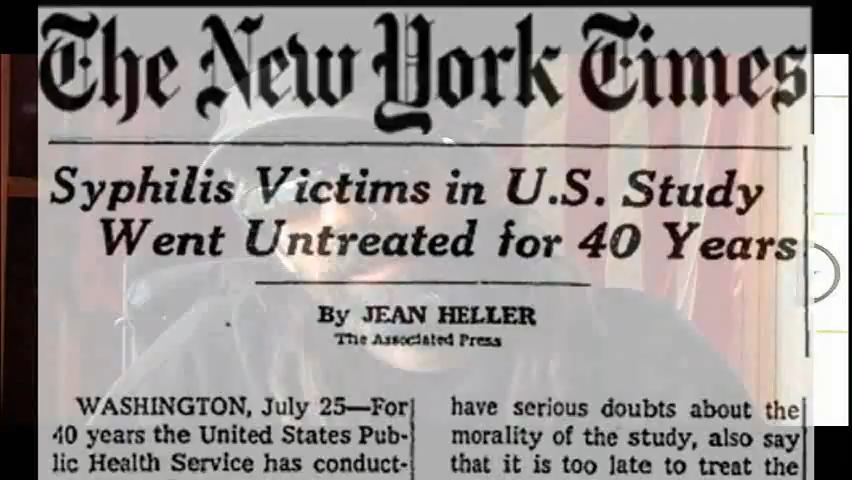 The New York Times
Syphilis Victims in U.S. Study
Went Untreated for 40 Years
By JEAN HELLER
The Associated Press
WASHINGTON, July 25—For
40 years the United States Pub-
lic Health Service has conduct-
have serious doubts about the
morality of the study, also say
that it is too late to treat the